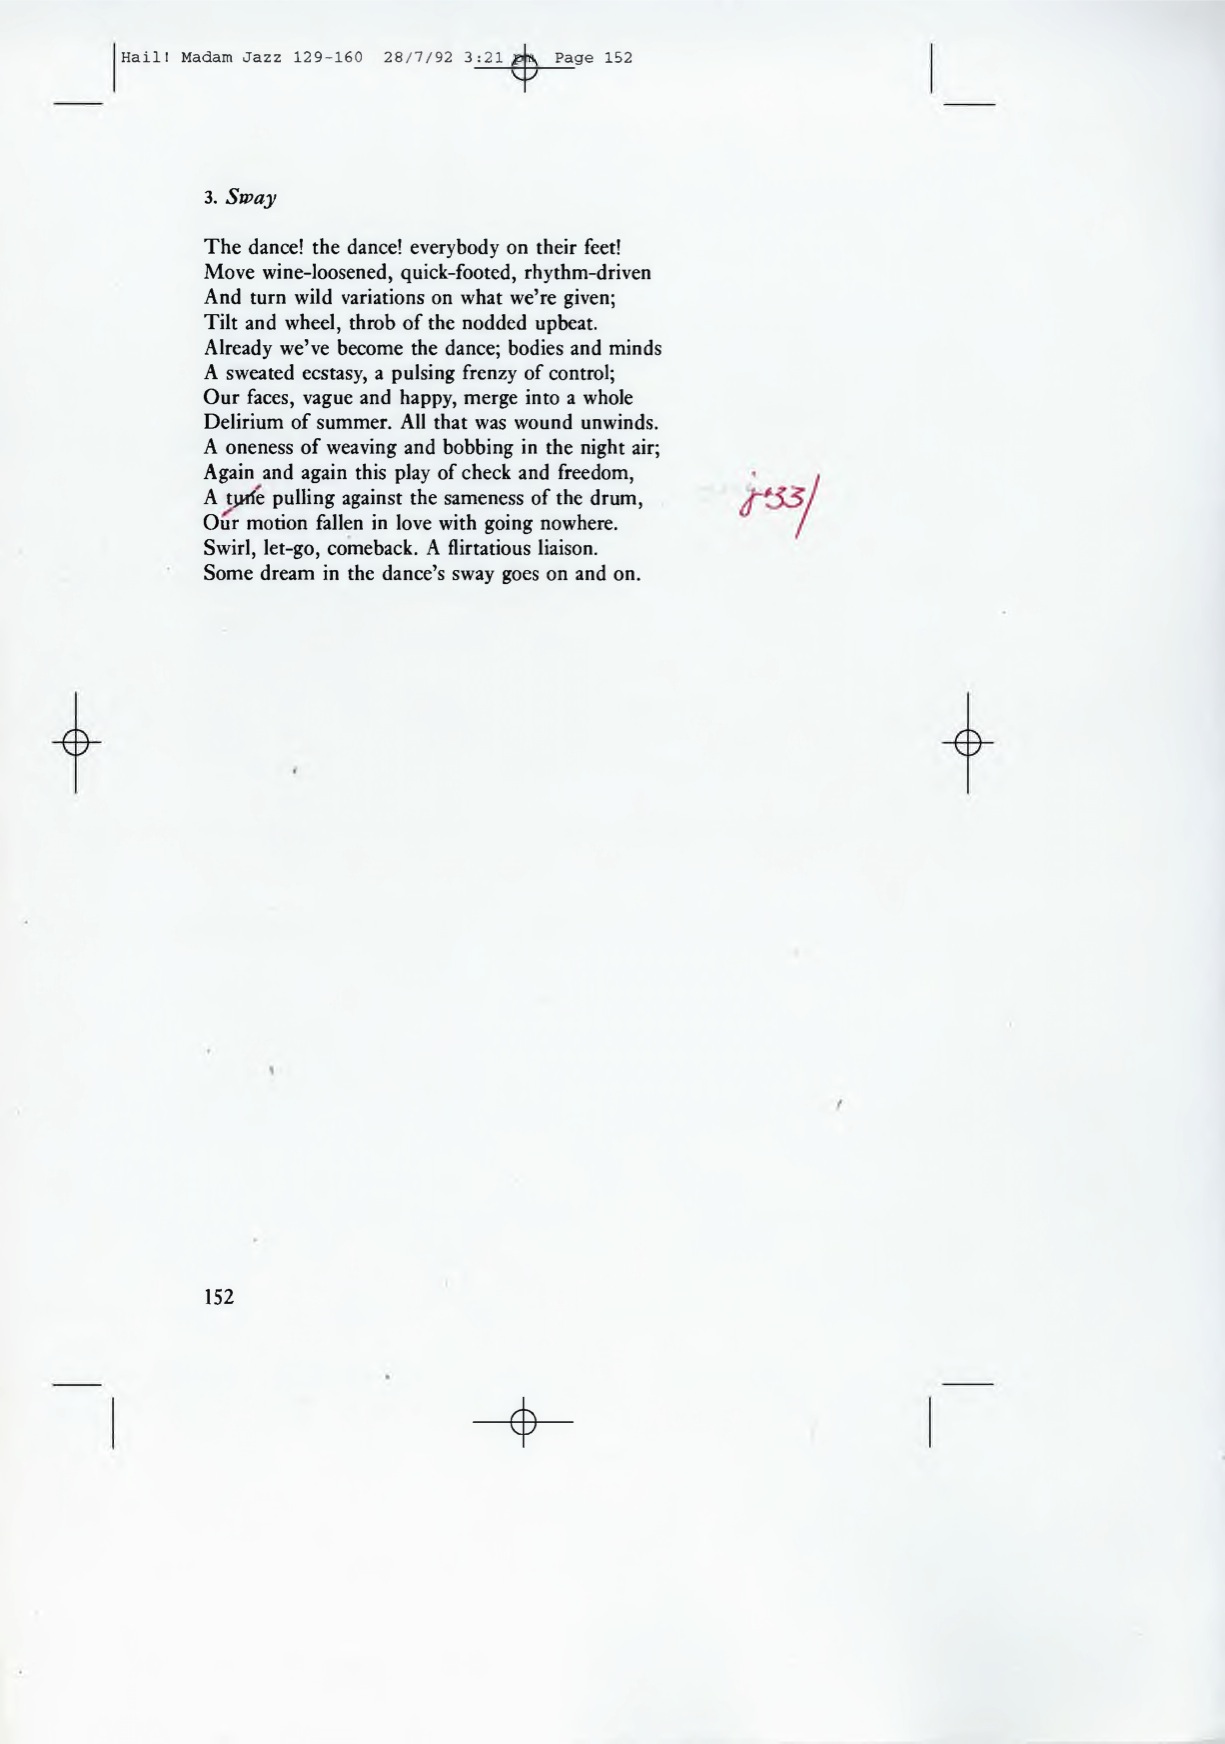 Hail! Madam Jazz 129-160 28/7/92 3:21 pm Page 152
3. Sway
The dance! the dance! everybody on their feet!
Move wine-loosened, quick-footed, rhythm-driven
And turn wild variations on what we're given;
Tilt and wheel, throb of the nodded upbeat.
Already we've become the dance; bodies and minds
A sweated ecstasy, a pulsing frenzy of control;
Our faces, vague and happy, merge into a whole
Delirium of summer. All that was wound unwinds.
A oneness of weaving and bobbing in the night air;
Again and again this play of check and freedom,
A tune pulling against the sameness of the drum,
Our motion fallen in love with going nowhere.
Swirl, let-go, comeback. A flirtatious liaison.
Some dream in the dance's sway goes on and on.
152